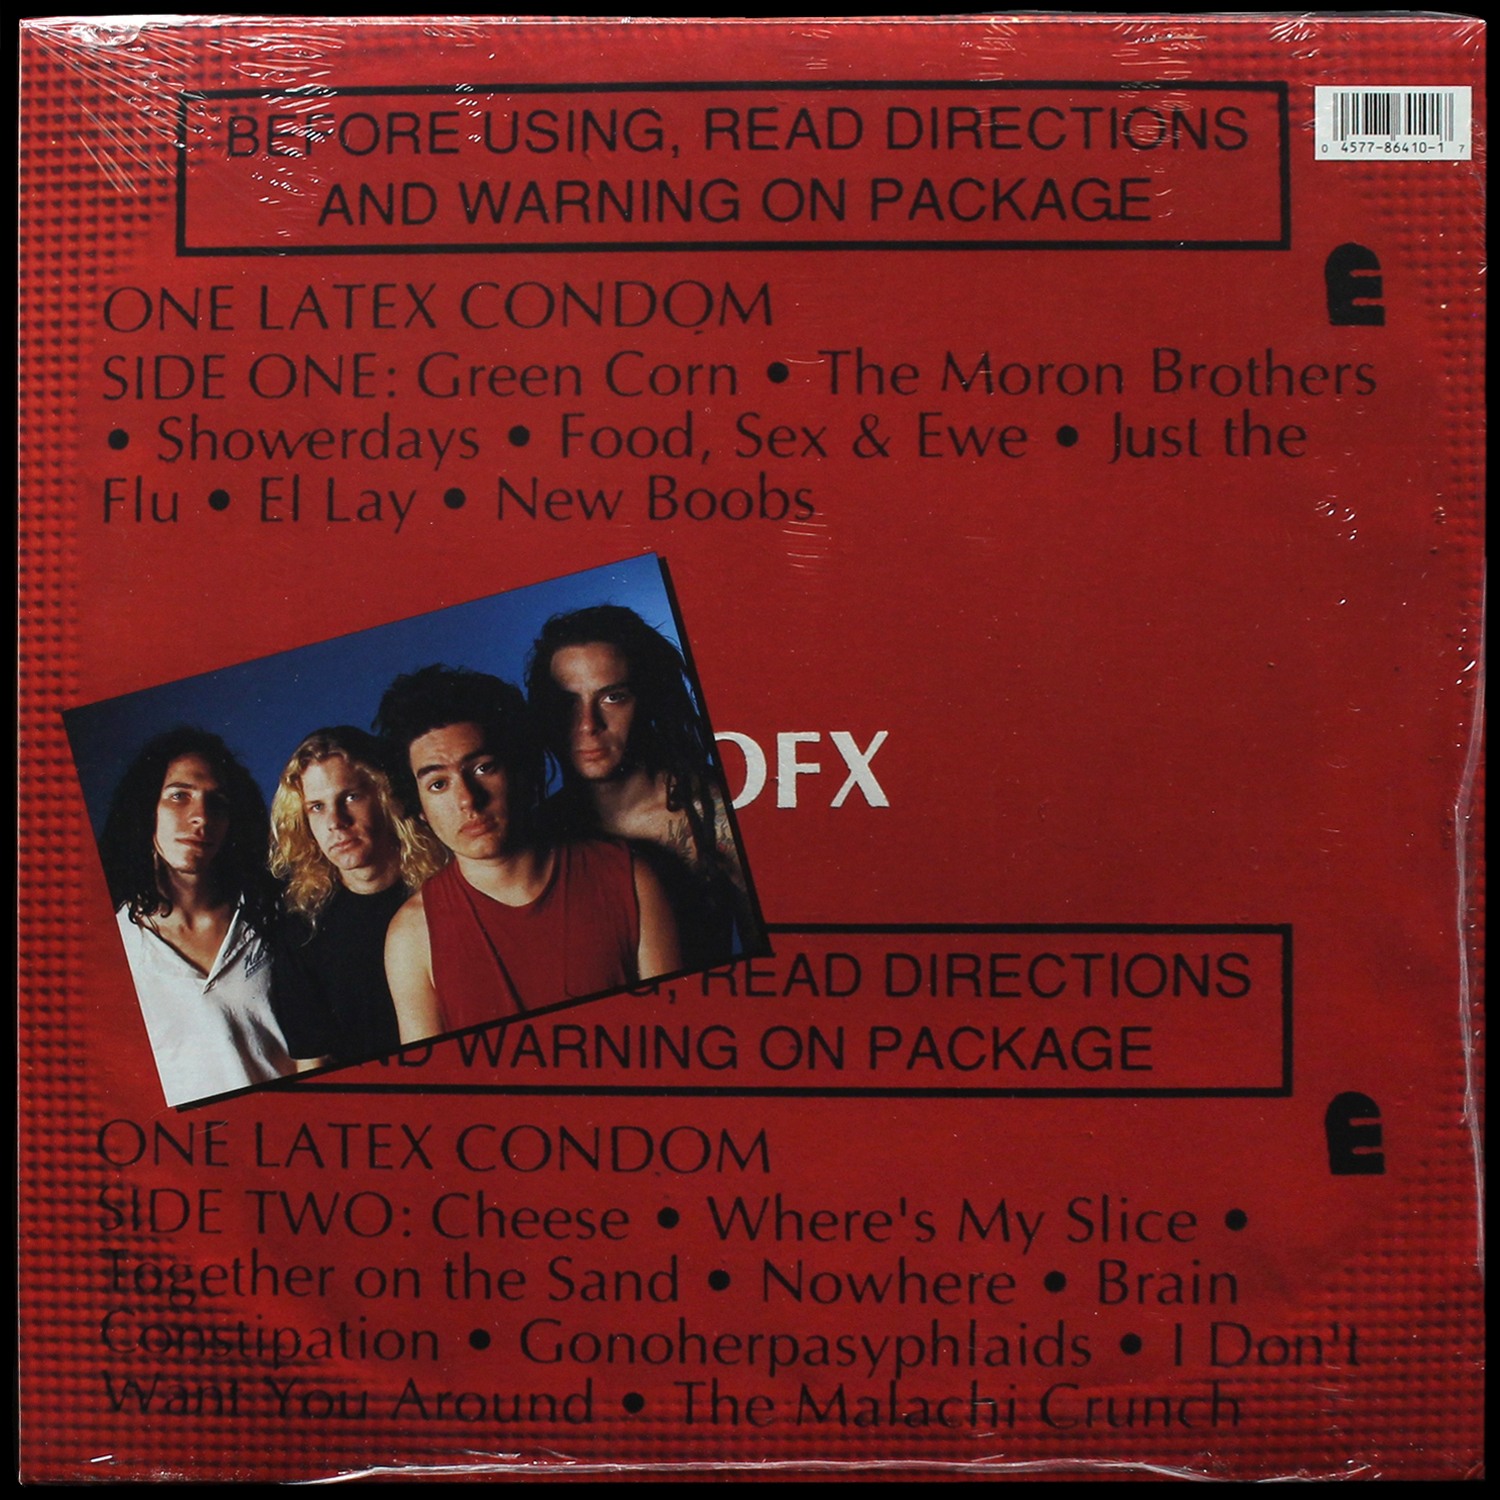 BEFORE USING, READ DIRECTIONS
AND WARNING ON PACKAGE
0 4577-86410-1 7
E
ONE LATEX CONDOM
SIDE ONE: Green Corn • The Moron Brothers
• Showerdays • Food, Sex & Ewe • Just the
Flu • El Lay • New Boobs
OFX
G, READ DIRECTIONS
ND WARNING ON PACKAGE
E
ONE LATEX CONDOM
SIDE TWO: Cheese • Where's My Slice •
Together on the Sand • Nowhere • Brain
Constipation • Gonoherpasyphlaids • I Don't
Want You Around • The Malachi Crunch